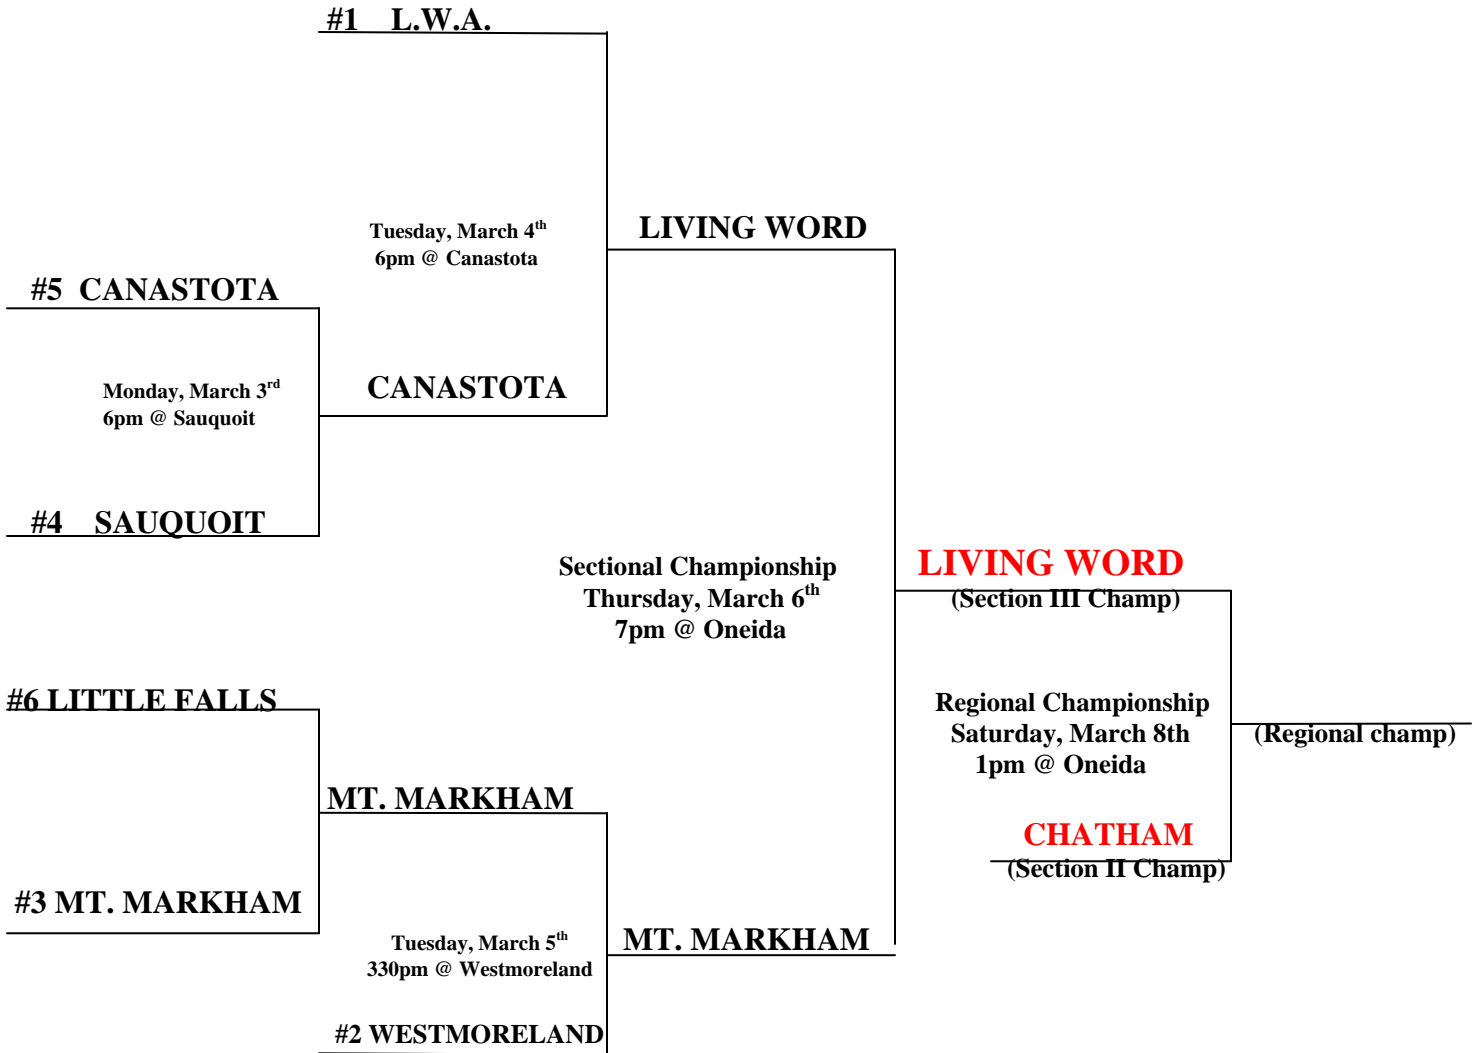 #1 L.W.A.
Tuesday, March 4th
6pm @ Canastota
LIVING WORD
#5 CANASTOTA
Monday, March 3rd
6pm @ Sauquoit
CANASTOTA
#4 SAUQUOIT
Sectional Championship
Thursday, March 6th
7pm @ Oneida
LIVING WORD
(Section III Champ)
#6 LITTLE FALLS
Regional Championship
Saturday, March 8th
1pm @ Oneida
(Regional champ)
MT. MARKHAM
CHATHAM
(Section II Champ)
#3 MT. MARKHAM
Tuesday, March 5th
330pm @ Westmoreland
MT. MARKHAM
#2 WESTMORELAND